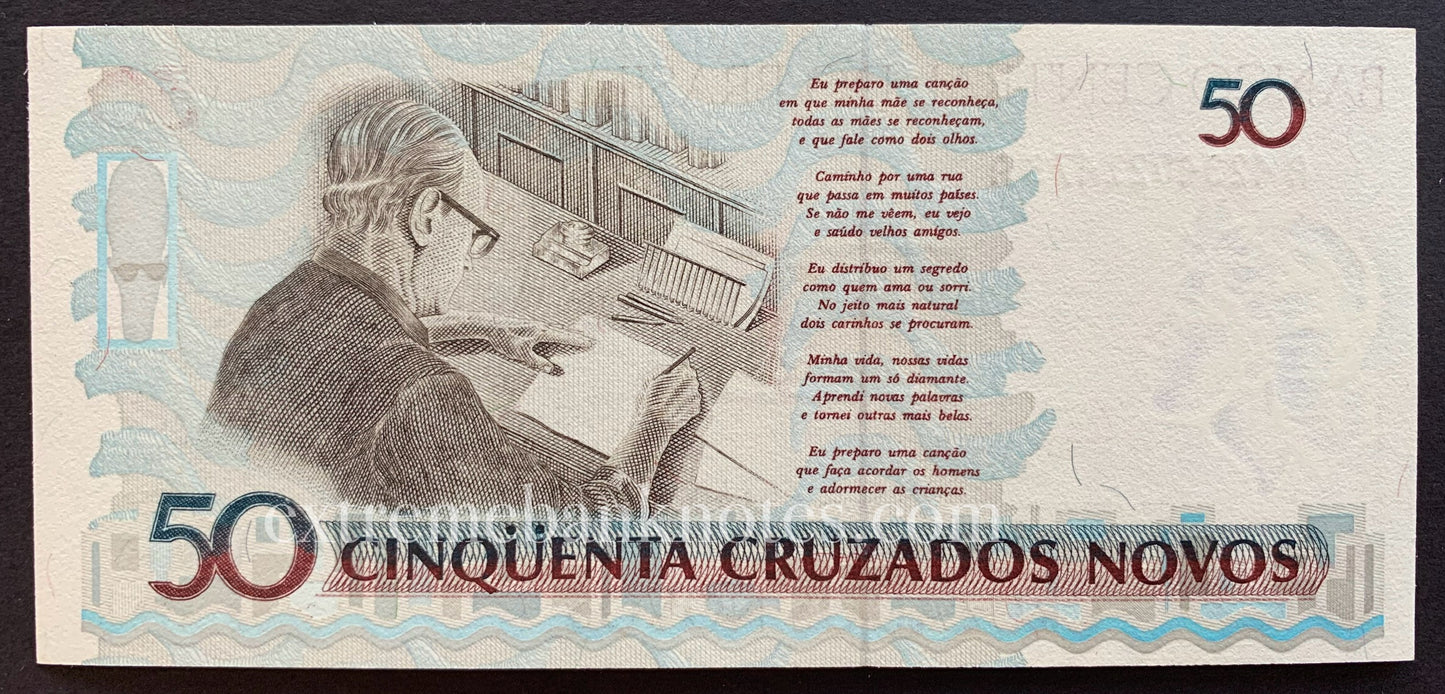 Eu preparo uma canção
em que minha mãe se reconheça,
todas as mães se reconheçam,
e que fale como dois olhos.
Caminho por uma rua
que passa em muitos países.
Se não me vêem, eu vejo
e saúdo velhos amigos.
Eu distribuo um segredo
como quem ama ou sorri.
No jeito mais natural
dois carinhos se procuram.
Minha vida, nossas vidas
formam um só diamante.
Aprendi novas palavras
e tornei outras mais belas.
Eu preparo uma canção
que faça acordar os homens
e adormecer as crianças.
50
50 CINQÜENTA CRUZADOS NOVOS
extremebanknotes.com